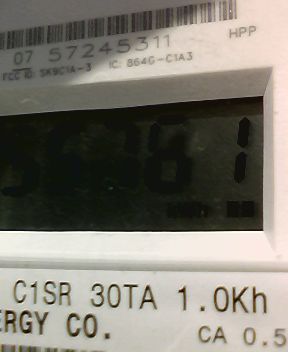 HPP
07 57245311
FCC ID: SK9C1A-3 IC: 864G-C1A3
C1SR 30TA 1.0Kh
ERGY CO.
CA 0.5